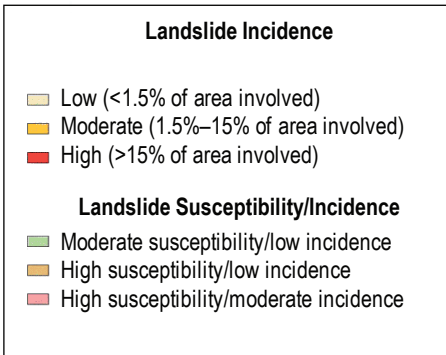 Landslide Incidence
Low (<1.5% of area involved)
Moderate (1.5%–15% of area involved)
High (>15% of area involved)
Landslide Susceptibility/Incidence
Moderate susceptibility/low incidence
High susceptibility/low incidence
High susceptibility/moderate incidence